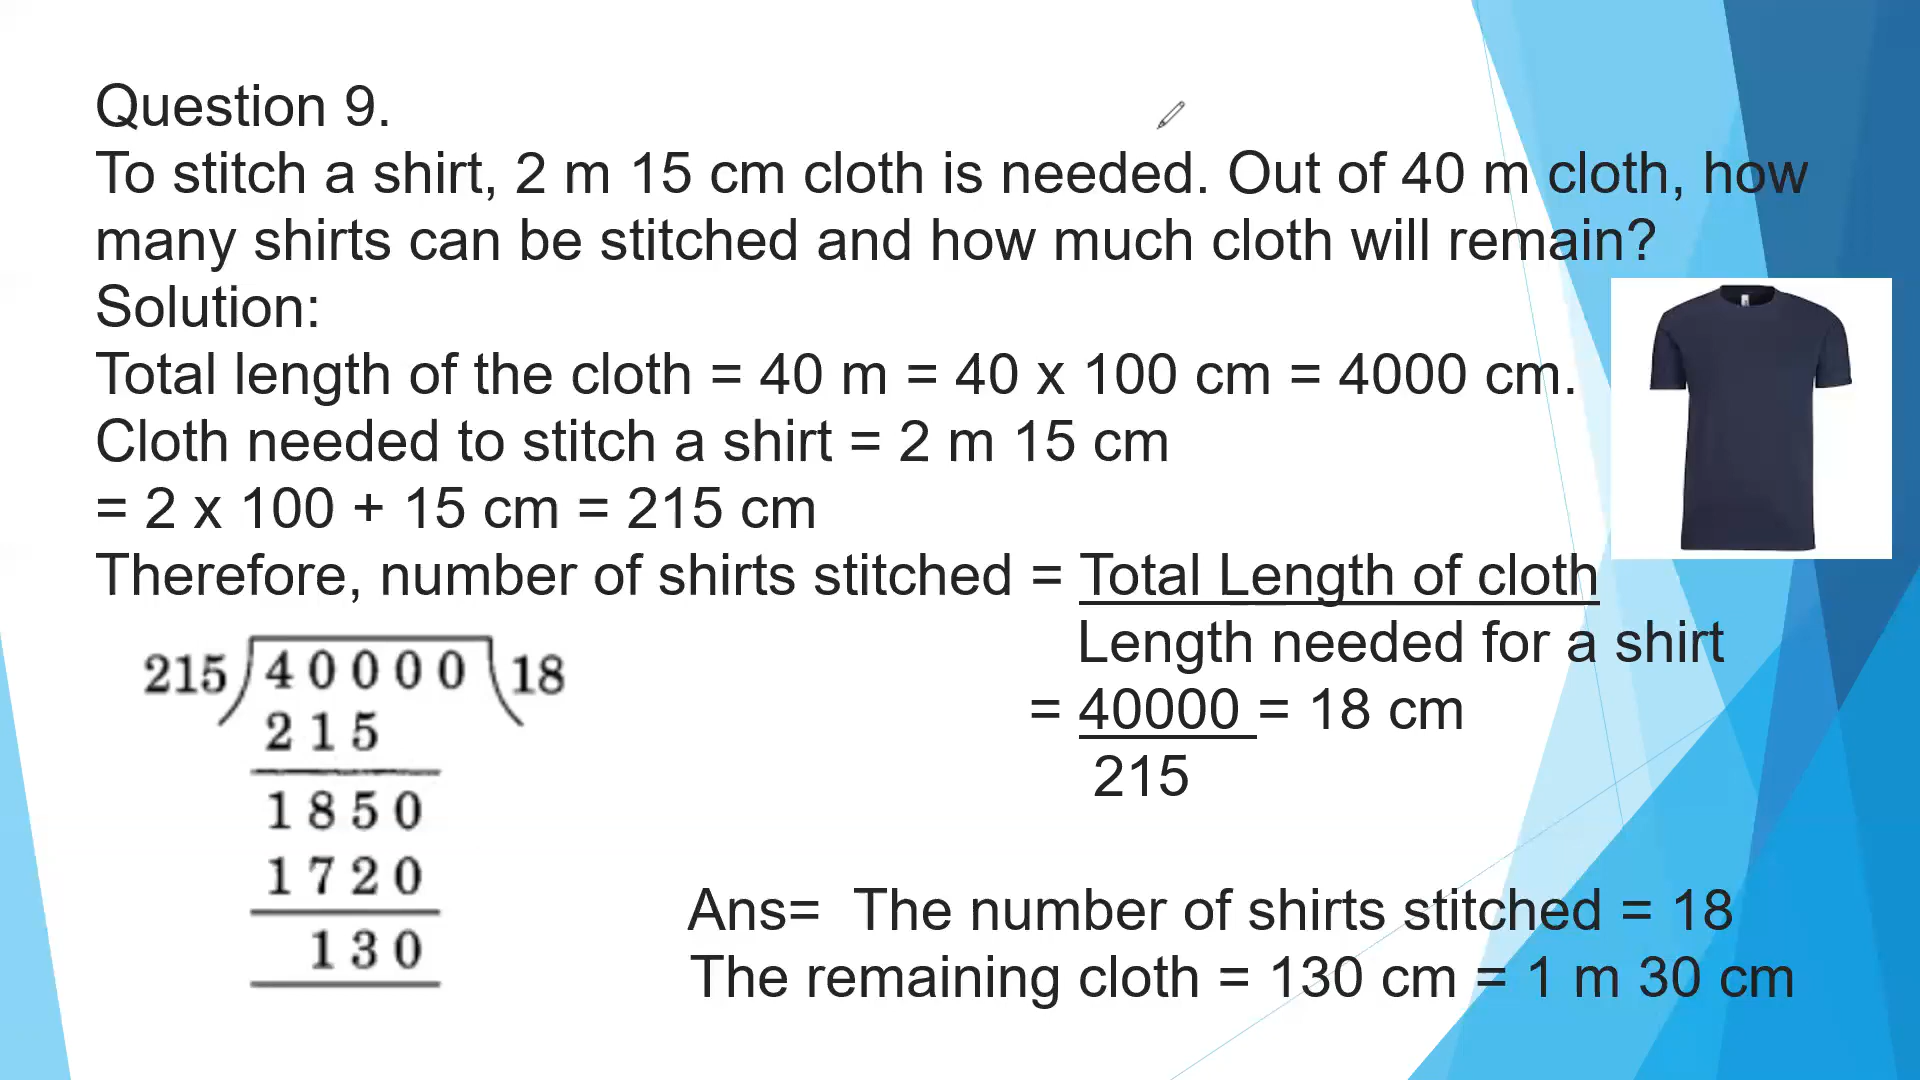 Question 9.
To stitch a shirt, 2 m 15 cm cloth is needed. Out of 40 m cloth, how
many shirts can be stitched and how much cloth will remain?
Solution:
Total length of the cloth = 40 m = 40 x 100 cm = 4000 cm.
Cloth needed to stitch a shirt = 2 m 15 cm
= 2 x 100 + 15 cm = 215 cm
Therefore, number of shirts stitched = Total Length of cloth
Length needed for a shirt
= 40000 = 18 cm
215
215 40000 18
215
1850
1720
130
Ans= The number of shirts stitched = 18
The remaining cloth = 130 cm = 1 m 30 cm